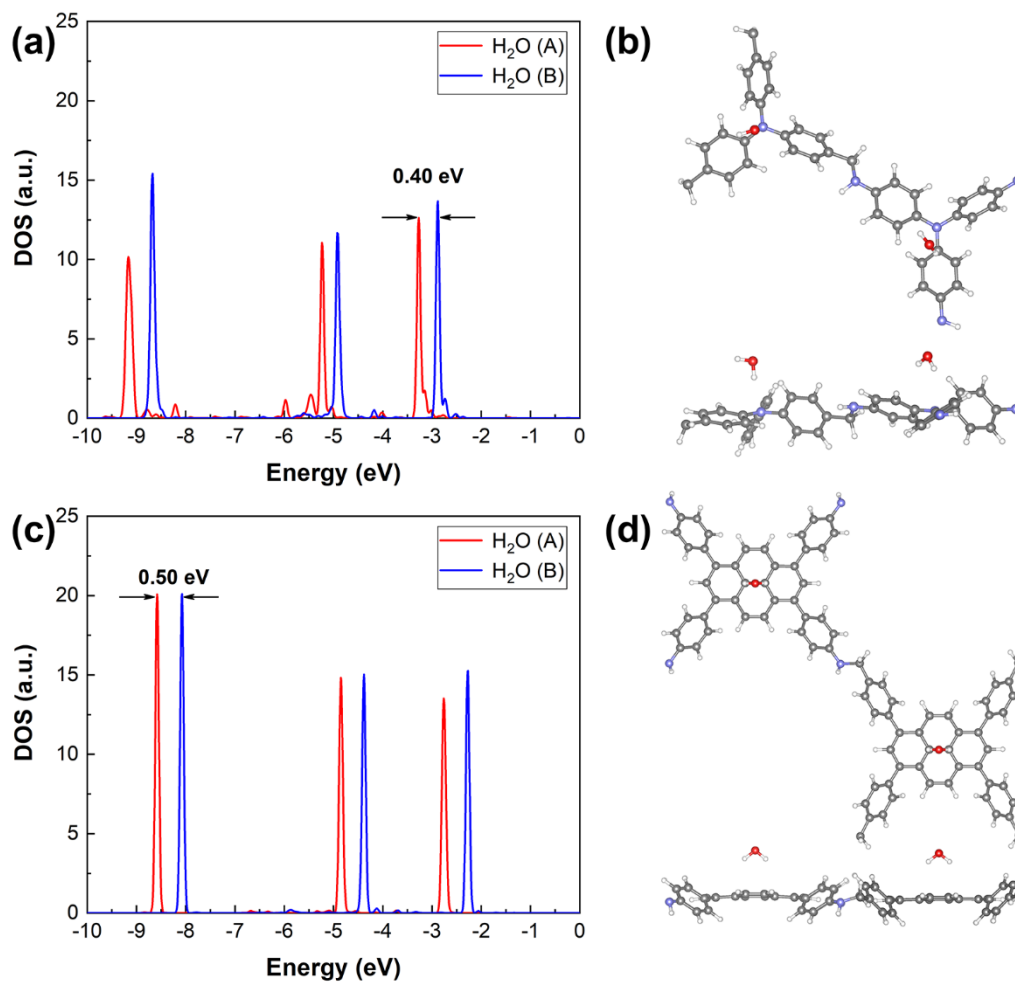 (a)
DOS (a.u.)
25
20
15
10
5
0
H₂O (A)
H₂O (B)
0.40 eV
-10 -9 -8 -7 -6 -5 -4 -3 -2 -1 0
Energy (eV)
(b)
(c)
DOS (a.u.)
25
20
15
10
5
0
H₂O (A)
H₂O (B)
0.50 eV
-10 -9 -8 -7 -6 -5 -4 -3 -2 -1 0
Energy (eV)
(d)